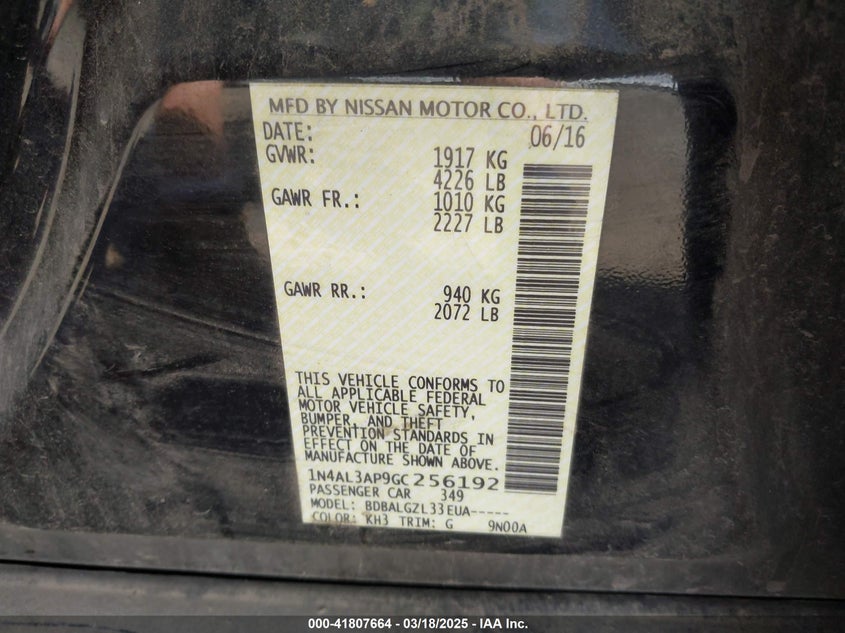 MFD BY NISSAN MOTOR CO., LTD.
DATE: 06/16
GVWR: 1917 KG
4226 LB
GAWR FR.: 1010 KG
2227 LB
GAWR RR.: 940 KG
2072 LB
THIS VEHICLE CONFORMS TO
ALL APPLICABLE FEDERAL
MOTOR VEHICLE SAFETY,
BUMPER, AND THEFT
PREVENTION STANDARDS IN
EFFECT ON THE DATE OF
MANUFACTURE SHOWN ABOVE.
1N4AL3AP9GC256192
PASSENGER CAR 349
MODEL: BDBALGZL33EUA-----
COLOR: KH3 TRIM: G 9N00A
000-41807664 - 03/18/2025 - IAA Inc.